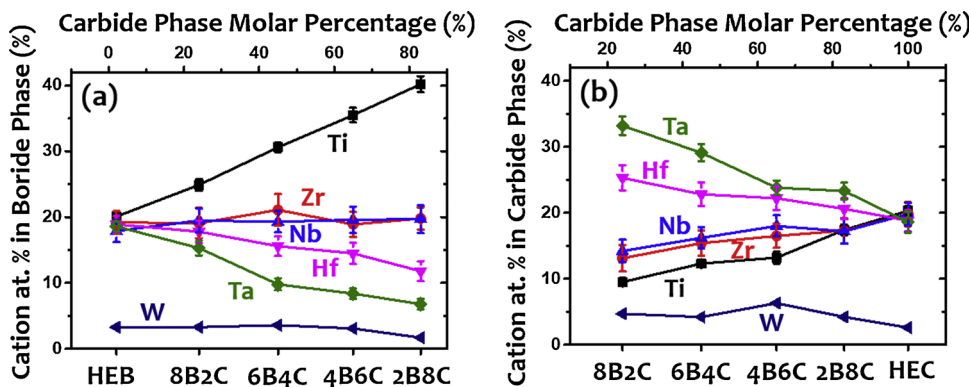 Carbide Phase Molar Percentage (%)
0 20 40 60 80
Cation at. % in Boride Phase (%)
40
30
20
10
0
(a)
Ti
Zr
Nb
Hf
Ta
W
HEB 8B2C 6B4C 4B6C 2B8C
Carbide Phase Molar Percentage (%)
20 40 60 80 100
Cation at. % in Carbide Phase (%)
40
30
20
10
0
(b)
Ta
Hf
Nb
Zr
Ti
W
8B2C 6B4C 4B6C 2B8C HEC